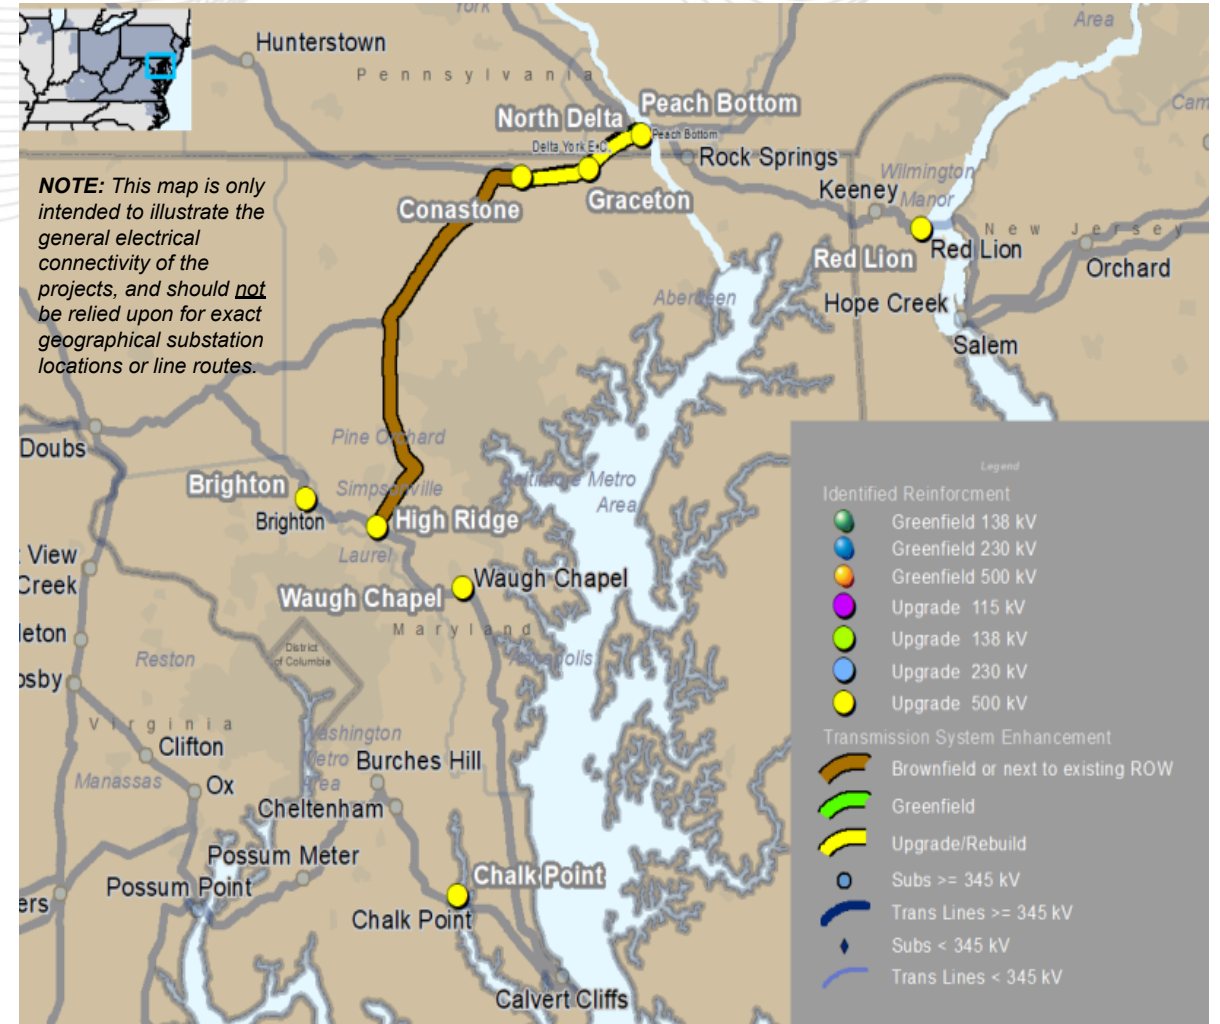 York
Area
Hunterstown
Pennsylvania
Peach Bottom
North Delta
Peach Bottom
Delta York E.C.
Rock Springs
NOTE: This map is only
intended to illustrate the
general electrical
connectivity of the
projects, and should not
be relied upon for exact
geographical substation
locations or line routes.
Wilmington
Manor
Keeney
Conastone
Graceton
New Jersey
Red Lion
Red Lion
Orchard
Aberdeen
Hope Creek
Salem
Doubs
Pine Orchard
Brighton
Simpsonville
Baltimore Metro
Area
Brighton
High Ridge
Laurel
View
Creek
Waugh Chapel
Waugh Chapel
Maryland
leton
Reston
District
of Columbia
Annapolis
osby
Virginia
Clifton
Washington
Metro
Area
Manassas
Ox
Burches Hill
Cheltenham
Possum Meter
Possum Point
Chalk Point
ers
Chalk Point
Calvert Cliffs
Legend
Identified Reinforcment
Greenfield 138 kV
Greenfield 230 kV
Greenfield 500 kV
Upgrade 115 kV
Upgrade 138 kV
Upgrade 230 kV
Upgrade 500 kV
Transmission System Enhancement
Brownfield or next to existing ROW
Greenfield
Upgrade/Rebuild
Subs >= 345 kV
Trans Lines >= 345 kV
Subs < 345 kV
Trans Lines < 345 kV